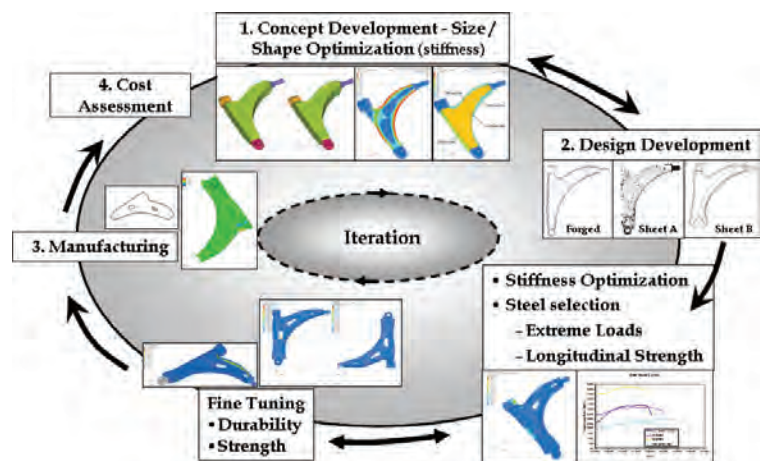 1. Concept Development - Size /
Shape Optimization (stiffness)
4. Cost
Assessment
2. Design Development
Forged
Sheet A
Sheet B
3. Manufacturing
Iteration
• Stiffness Optimization
• Steel selection
- Extreme Loads
- Longitudinal Strength
Fine Tuning
• Durability
• Strength